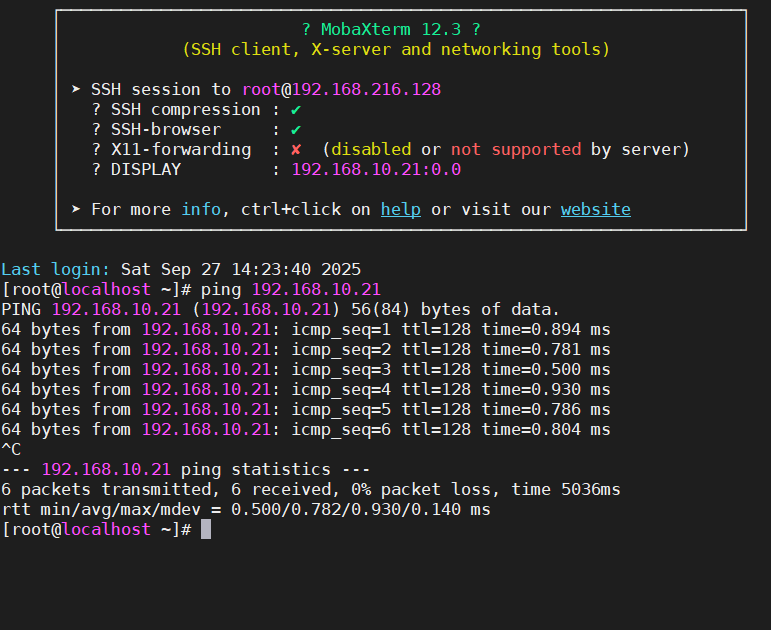 ? MobaXterm 12.3 ?
(SSH client, X-server and networking tools)
➤ SSH session to root@192.168.216.128
? SSH compression : ✔
? SSH-browser     : ✔
? X11-forwarding  : ✘  (disabled or not supported by server)
? DISPLAY         : 192.168.10.21:0.0
➤ For more info, ctrl+click on help or visit our website
Last login: Sat Sep 27 14:23:40 2025
[root@localhost ~]# ping 192.168.10.21
PING 192.168.10.21 (192.168.10.21) 56(84) bytes of data.
64 bytes from 192.168.10.21: icmp_seq=1 ttl=128 time=0.894 ms
64 bytes from 192.168.10.21: icmp_seq=2 ttl=128 time=0.781 ms
64 bytes from 192.168.10.21: icmp_seq=3 ttl=128 time=0.500 ms
64 bytes from 192.168.10.21: icmp_seq=4 ttl=128 time=0.930 ms
64 bytes from 192.168.10.21: icmp_seq=5 ttl=128 time=0.786 ms
64 bytes from 192.168.10.21: icmp_seq=6 ttl=128 time=0.804 ms
^C
--- 192.168.10.21 ping statistics ---
6 packets transmitted, 6 received, 0% packet loss, time 5036ms
rtt min/avg/max/mdev = 0.500/0.782/0.930/0.140 ms
[root@localhost ~]#